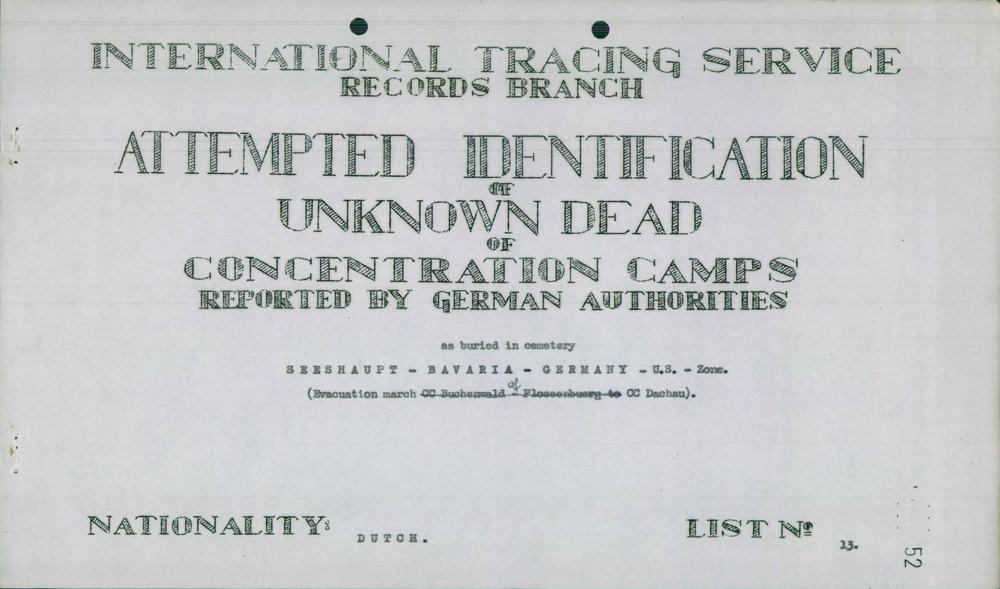 INTERNATIONAL TRACING SERVICE
RECORDS BRANCH
ATTEMPTED IDENTIFICATION
OF
UNKNOWN DEAD
OF
CONCENTRATION CAMPS
REPORTED BY GERMAN AUTHORITIES
as buried in cemetery
SEESHAUPT - BAVARIA - GERMANY - U.S. - Zone.
of
(Evacuation march CC Buchenwald - Flossenbuerg to CC Dachau).
NATIONALITY: DUTCH. LIST No 13.
52